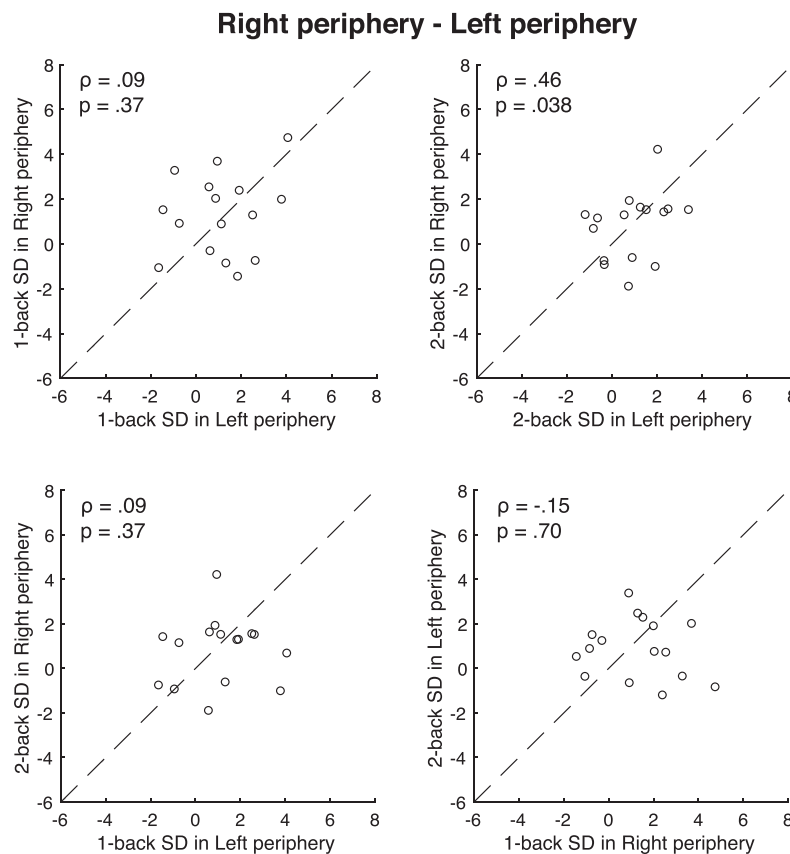 Right periphery - Left periphery
ρ = .09
p = .37
8
6
4
2
0
-2
-4
-6
1-back SD in Right periphery
-6 -4 -2 0 2 4 6 8
1-back SD in Left periphery
ρ = .46
p = .038
8
6
4
2
0
-2
-4
-6
2-back SD in Right periphery
-6 -4 -2 0 2 4 6 8
2-back SD in Left periphery
ρ = .09
p = .37
8
6
4
2
0
-2
-4
-6
2-back SD in Right periphery
-6 -4 -2 0 2 4 6 8
1-back SD in Left periphery
ρ = -.15
p = .70
8
6
4
2
0
-2
-4
-6
2-back SD in Left periphery
-6 -4 -2 0 2 4 6 8
1-back SD in Right periphery